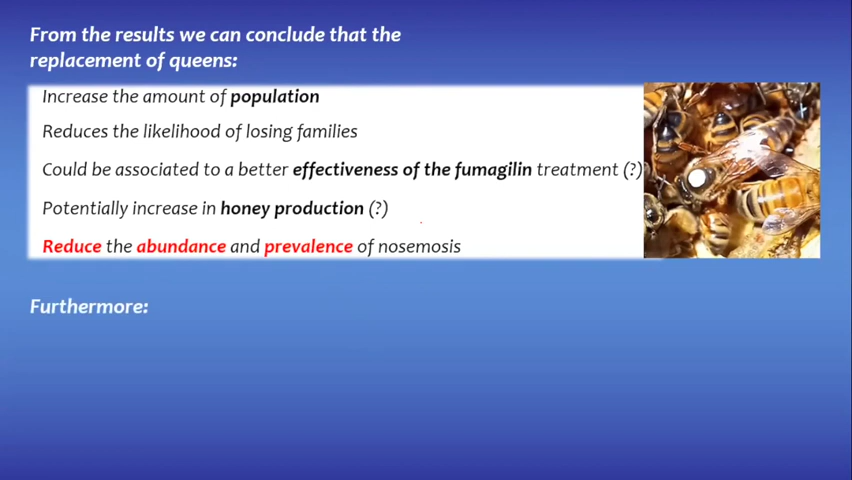 From the results we can conclude that the
replacement of queens:
Increase the amount of population
Reduces the likelihood of losing families
Could be associated to a better effectiveness of the fumagilin treatment (?)
Potentially increase in honey production (?)
Reduce the abundance and prevalence of nosemosis
Furthermore: